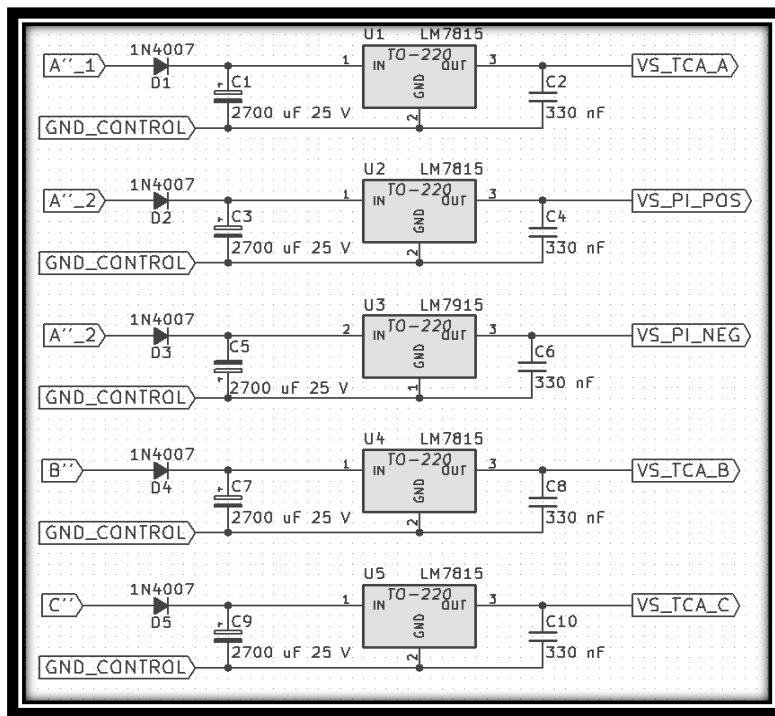 U1 LM7815
1N4007
A''_1 D1 1 IN TO-220 OUT 3 VS_TCA_A
+ C1 GND C2
2700 uF 25 V 2 330 nF
GND_CONTROL
U2 LM7815
1N4007
A''_2 D2 1 IN TO-220 OUT 3 VS_PI_POS
+ C3 GND C4
2700 uF 25 V 2 330 nF
GND_CONTROL
U3 LM7915
1N4007
A''_2 D3 2 IN TO-220 OUT 3 VS_PI_NEG
C5 GND C6
+ 2700 uF 25 V 1 330 nF
GND_CONTROL
U4 LM7815
1N4007
B'' D4 1 IN TO-220 OUT 3 VS_TCA_B
+ C7 GND C8
2700 uF 25 V 2 330 nF
GND_CONTROL
U5 LM7815
1N4007
C'' D5 1 IN TO-220 OUT 3 VS_TCA_C
+ C9 GND C10
2700 uF 25 V 2 330 nF
GND_CONTROL